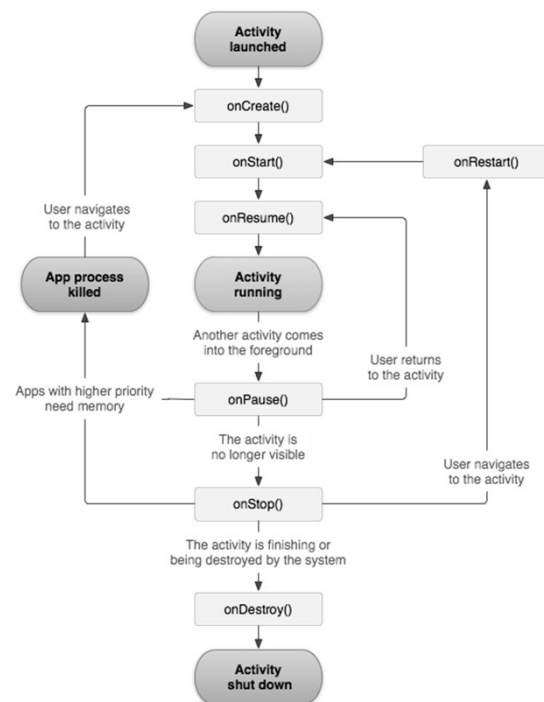 Activity
launched
onCreate()
onStart()
onRestart()
User navigates
to the activity
onResume()
App process
killed
Activity
running
Another activity comes
into the foreground
User returns
to the activity
Apps with higher priority
need memory
onPause()
The activity is
no longer visible
User navigates
to the activity
onStop()
The activity is finishing or
being destroyed by the system
onDestroy()
Activity
shut down